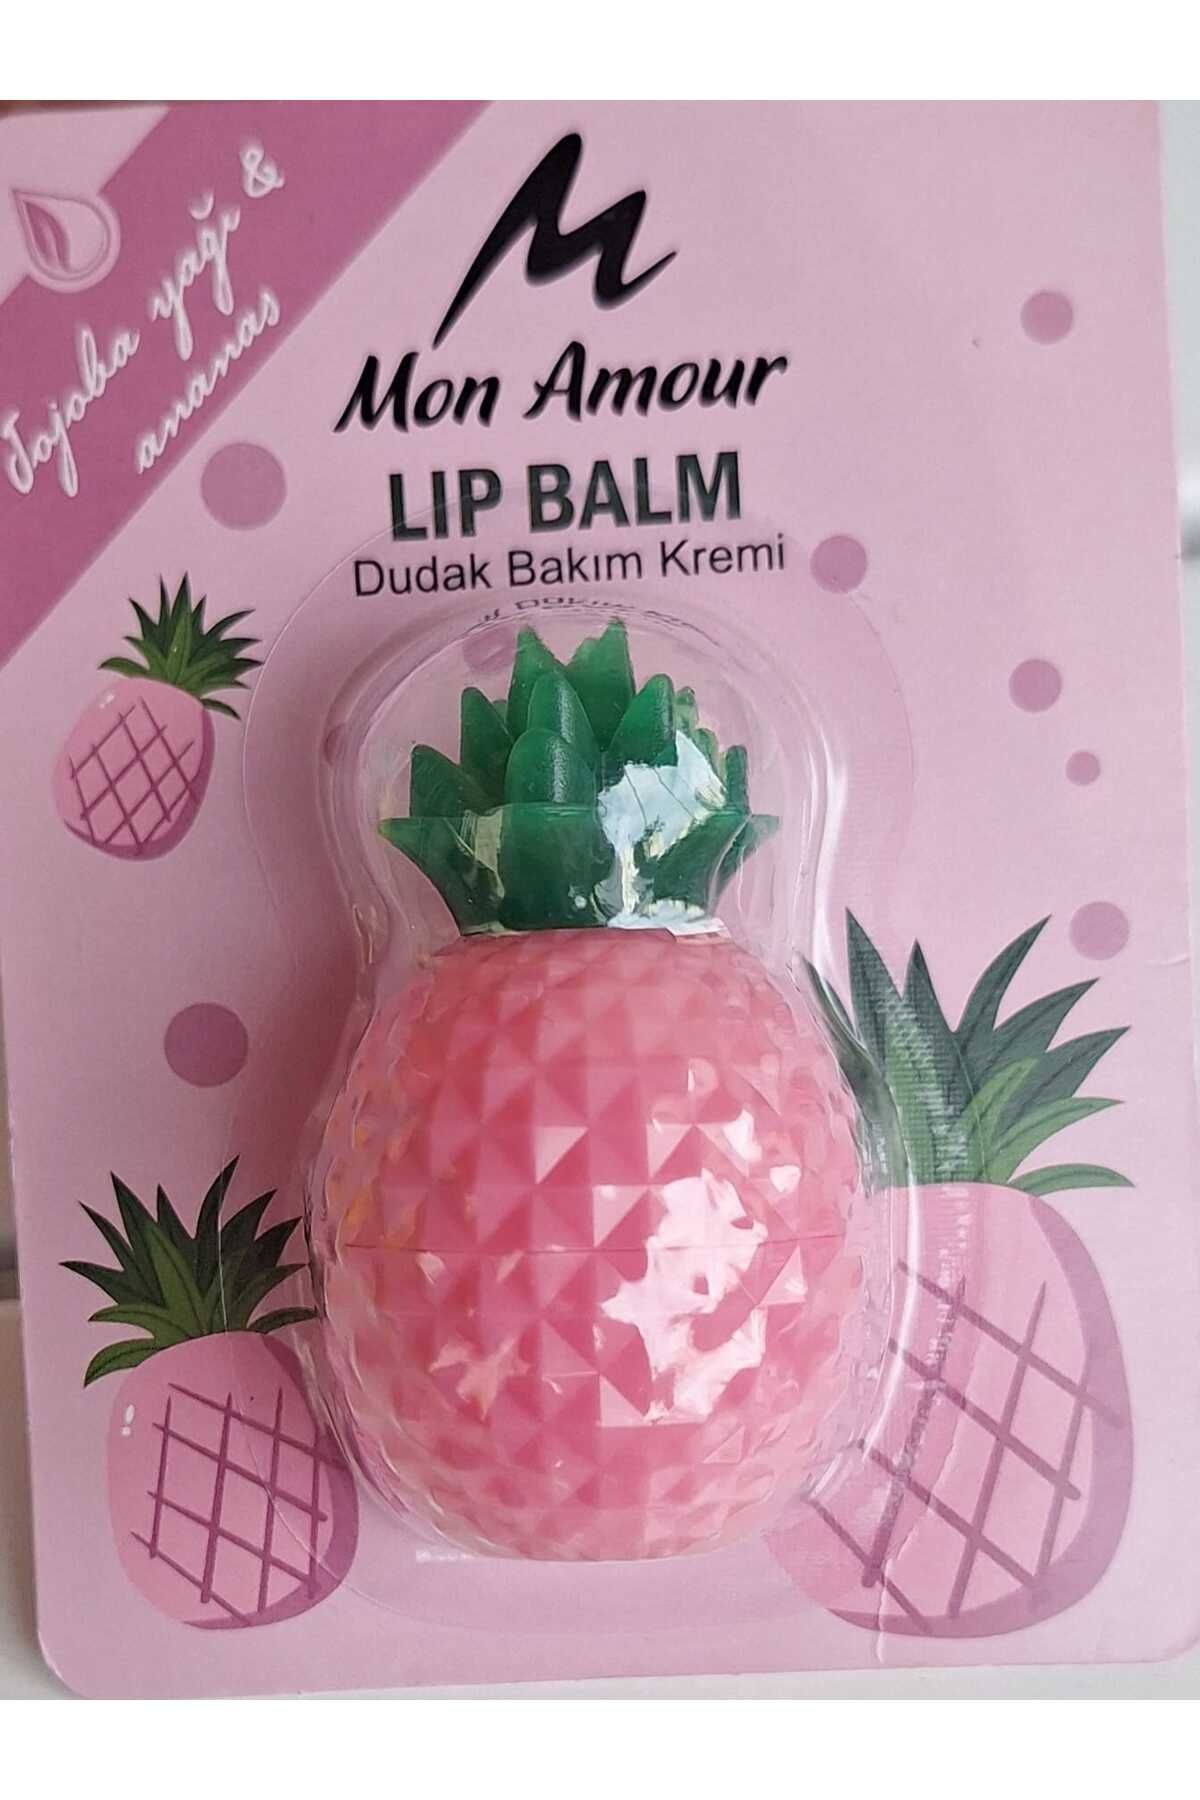 Jojoba yağı &
ananas
M
Mon Amour
LIP BALM
Dudak Bakım Kremi